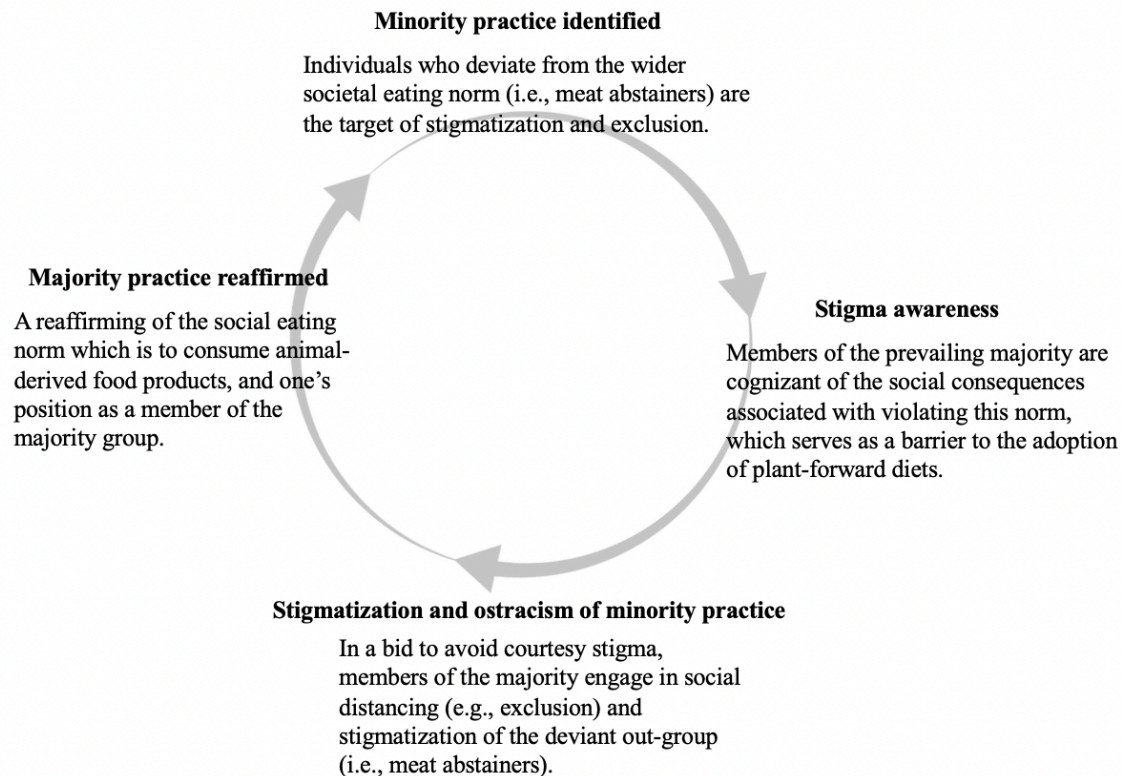 Minority practice identified
Individuals who deviate from the wider
societal eating norm (i.e., meat abstainers) are
the target of stigmatization and exclusion.
Stigma awareness
Members of the prevailing majority are
cognizant of the social consequences
associated with violating this norm,
which serves as a barrier to the adoption
of plant-forward diets.
Stigmatization and ostracism of minority practice
In a bid to avoid courtesy stigma,
members of the majority engage in social
distancing (e.g., exclusion) and
stigmatization of the deviant out-group
(i.e., meat abstainers).
Majority practice reaffirmed
A reaffirming of the social eating
norm which is to consume animal-
derived food products, and one’s
position as a member of the
majority group.